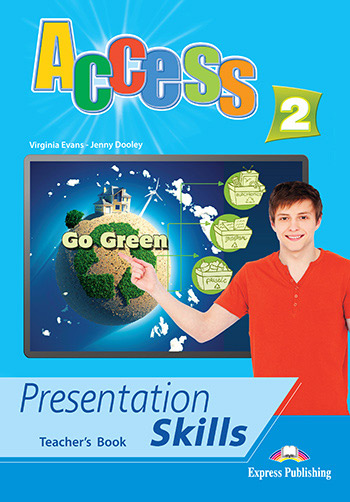 Access
2
Virginia Evans - Jenny Dooley
Go Green
Presentation
Skills
Teacher's Book
Express Publishing